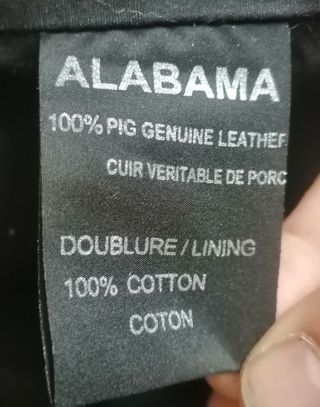 ALABAMA
100% PIG GENUINE LEATHER
CUIR VERITABLE DE PORC
DOUBLURE / LINING
100% COTTON
COTON